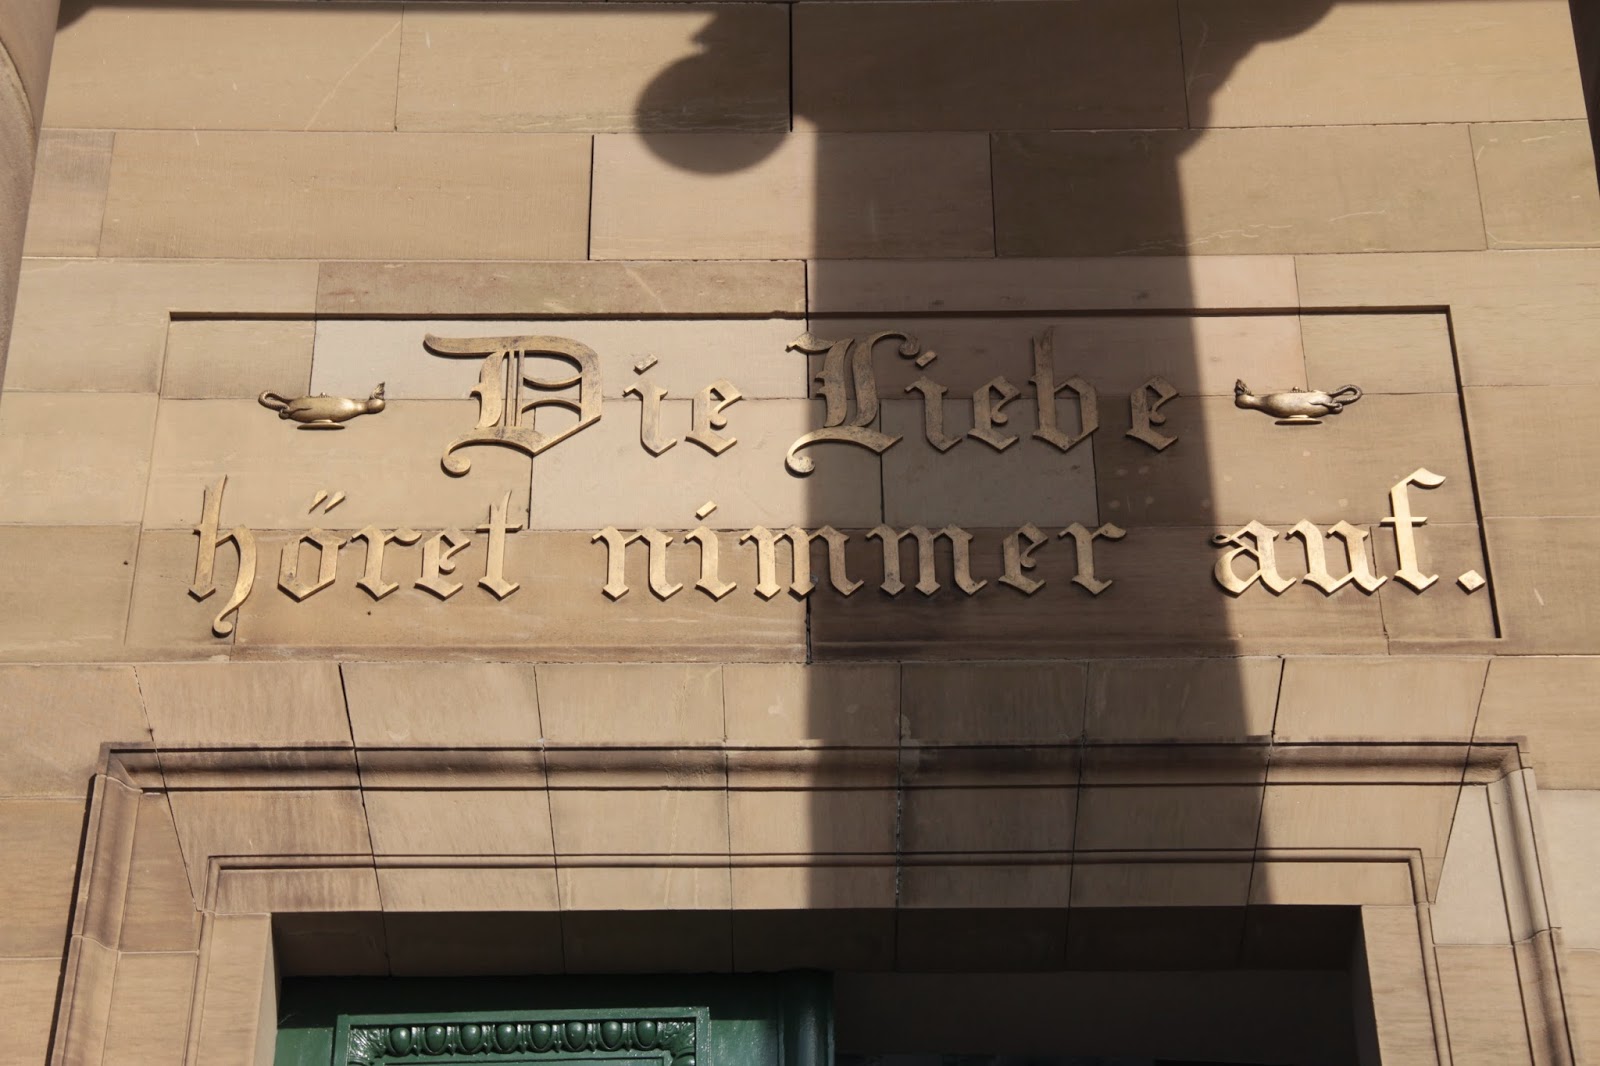 Die Liebe
höret nimmer auf.